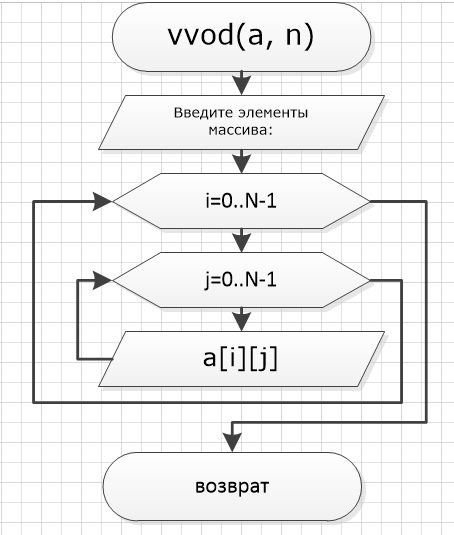 vvod(a, n)
Введите элементы
массива:
i=0..N-1
j=0..N-1
a[i][j]
возврат